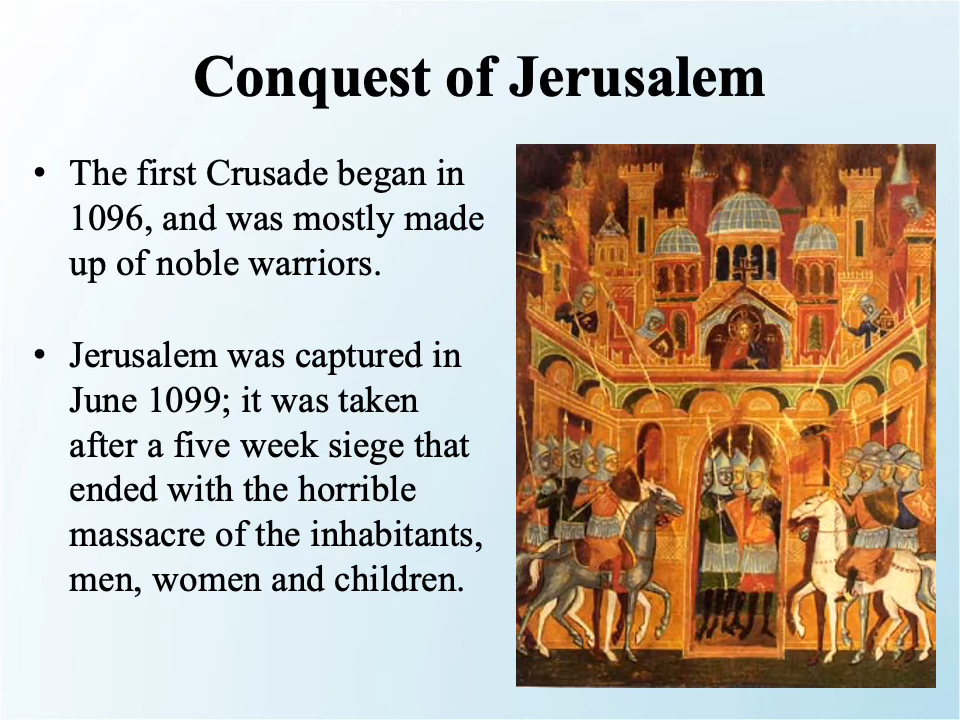 Conquest of Jerusalem
• The first Crusade began in
1096, and was mostly made
up of noble warriors.
• Jerusalem was captured in
June 1099; it was taken
after a five week siege that
ended with the horrible
massacre of the inhabitants,
men, women and children.